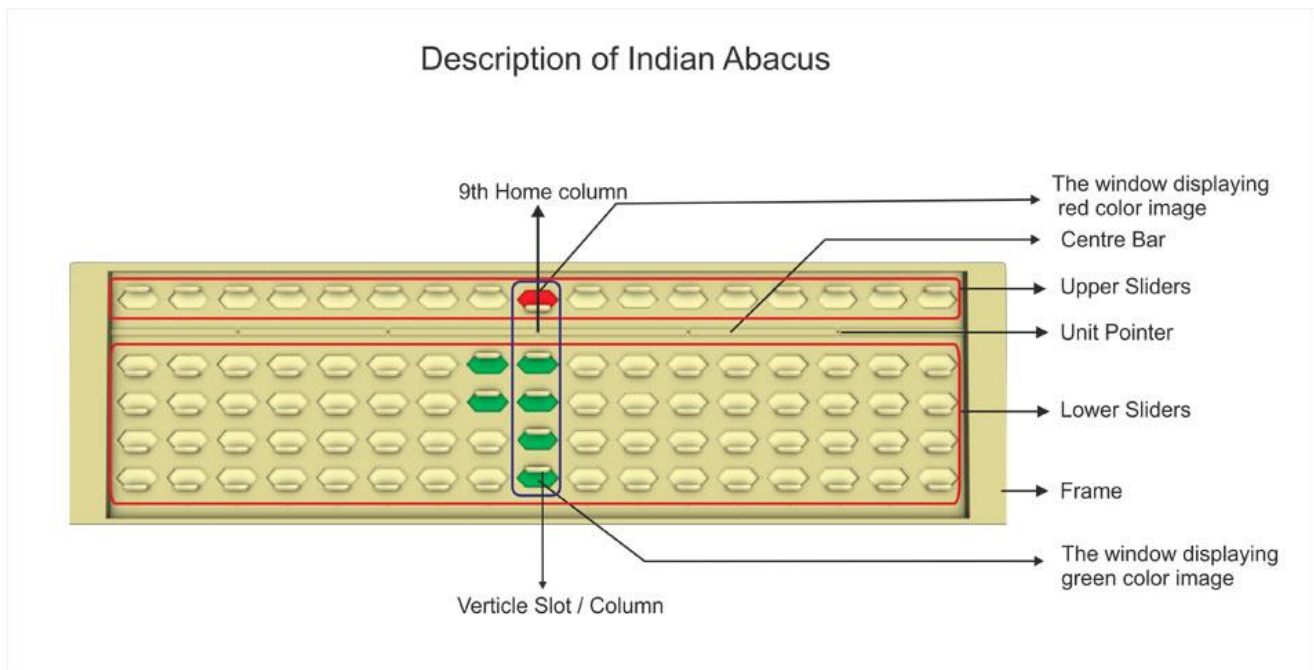 Description of Indian Abacus
9th Home column
The window displaying
red color image
Centre Bar
Upper Sliders
Unit Pointer
Lower Sliders
Frame
The window displaying
green color image
Verticle Slot / Column